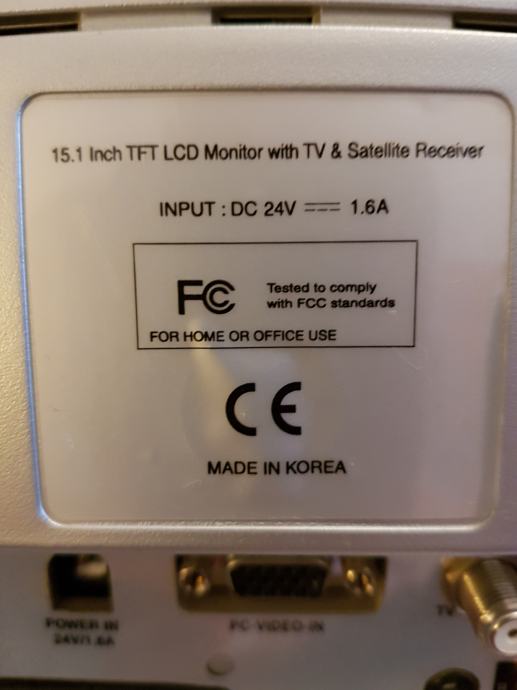 15.1 Inch TFT LCD Monitor with TV & Satellite Receiver
INPUT : DC 24V ⎓ 1.6A
FC
Tested to comply
with FCC standards
FOR HOME OR OFFICE USE
CE
MADE IN KOREA
POWER IN
24V/1.6A
PC-VIDEO-IN
TV